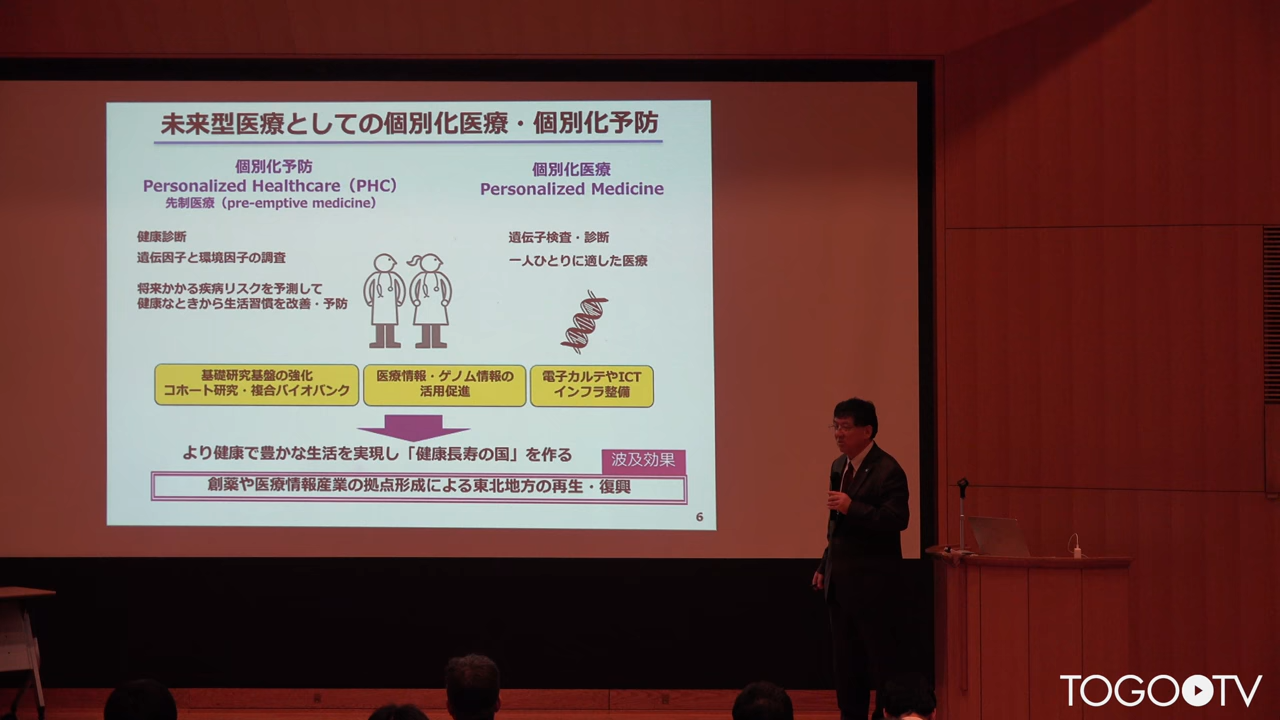 未来型医療としての個別化医療・個別化予防
個別化予防
Personalized Healthcare（PHC）
先制医療（pre-emptive medicine）
個別化医療
Personalized Medicine
健康診断
遺伝因子と環境因子の調査
将来かかる疾病リスクを予測して
健康なときから生活習慣を改善・予防
遺伝子検査・診断
一人ひとりに適した医療
基礎研究基盤の強化
コホート研究・複合バイオバンク
医療情報・ゲノム情報の
活用促進
電子カルテやICT
インフラ整備
より健康で豊かな生活を実現し「健康長寿の国」を作る
波及効果
創薬や医療情報産業の拠点形成による東北地方の再生・復興
6
TOGOTV